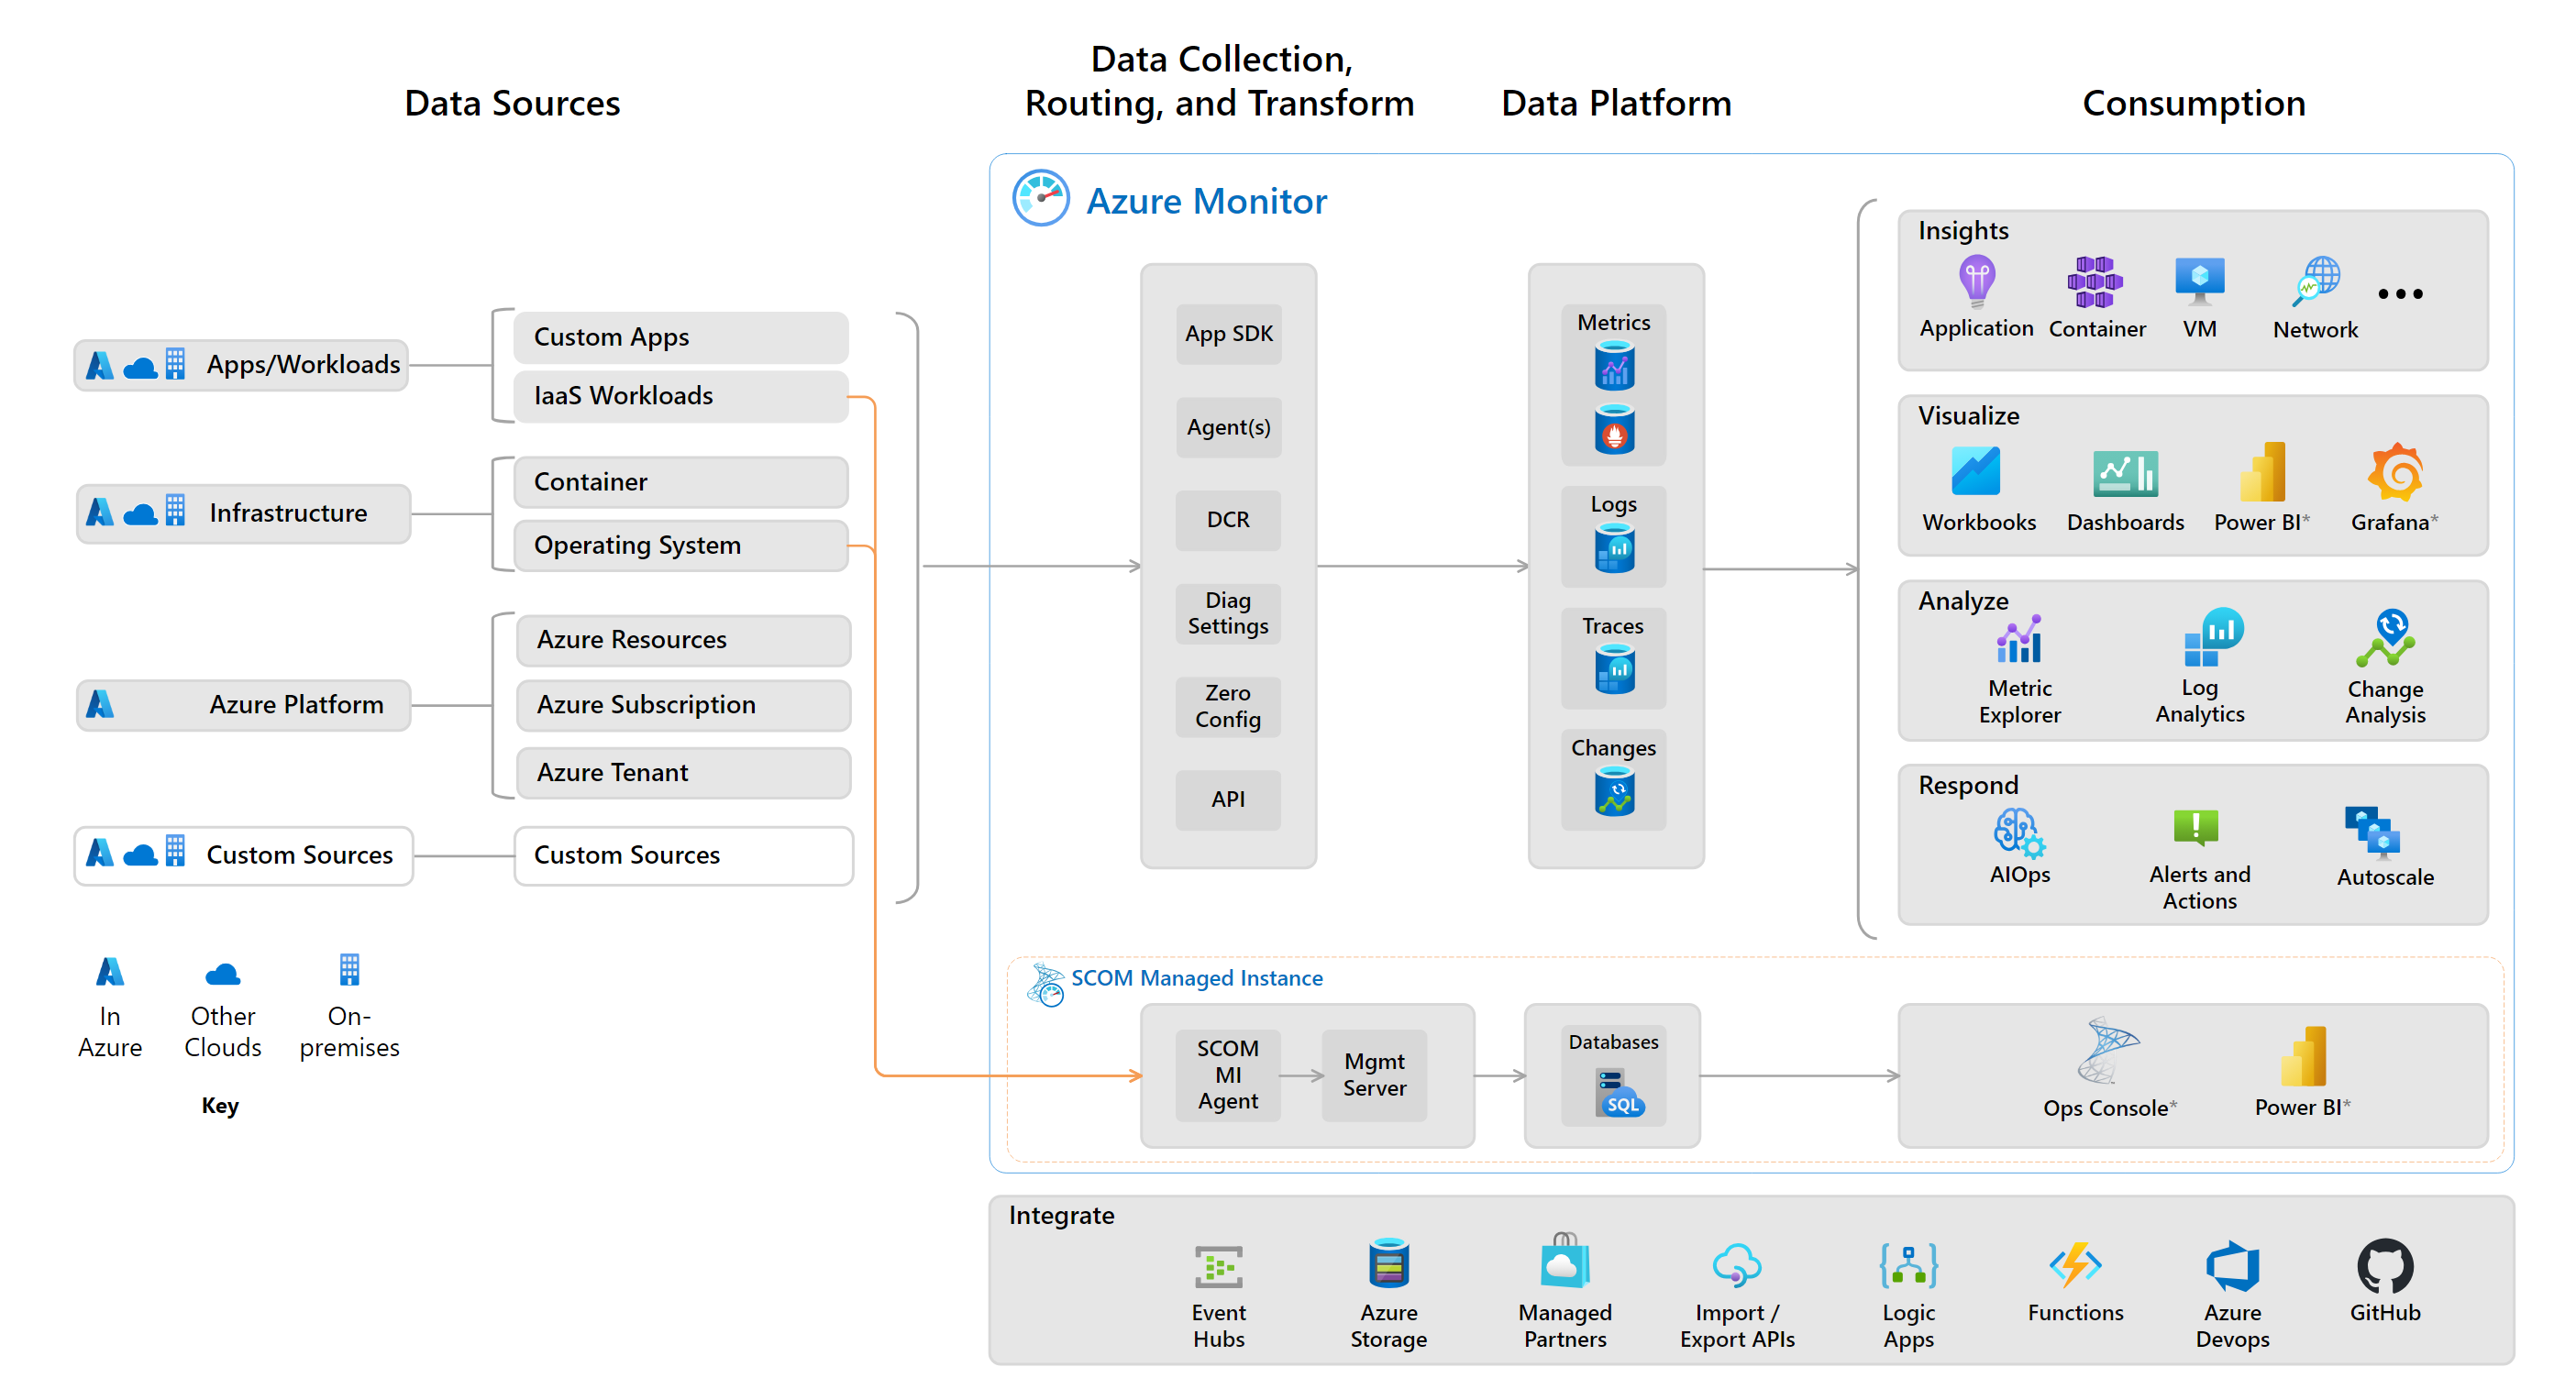 Data Sources
Data Collection,
Routing, and Transform
Data Platform
Consumption
Azure Monitor
Apps/Workloads
Custom Apps
IaaS Workloads
Infrastructure
Container
Operating System
Azure Platform
Azure Resources
Azure Subscription
Azure Tenant
Custom Sources
Custom Sources
In
Azure
Other
Clouds
On-
premises
Key
App SDK
Agent(s)
DCR
Diag
Settings
Zero
Config
API
Metrics
Logs
Traces
Changes
Insights
Application
Container
VM
Network
...
Visualize
Workbooks
Dashboards
Power BI*
Grafana*
Analyze
Metric
Explorer
Log
Analytics
Change
Analysis
Respond
AIOps
Alerts and
Actions
Autoscale
SCOM Managed Instance
SCOM
MI
Agent
Mgmt
Server
Databases
SQL
Ops Console*
Power BI*
Integrate
Event
Hubs
Azure
Storage
Managed
Partners
Import /
Export APIs
Logic
Apps
Functions
Azure
Devops
GitHub